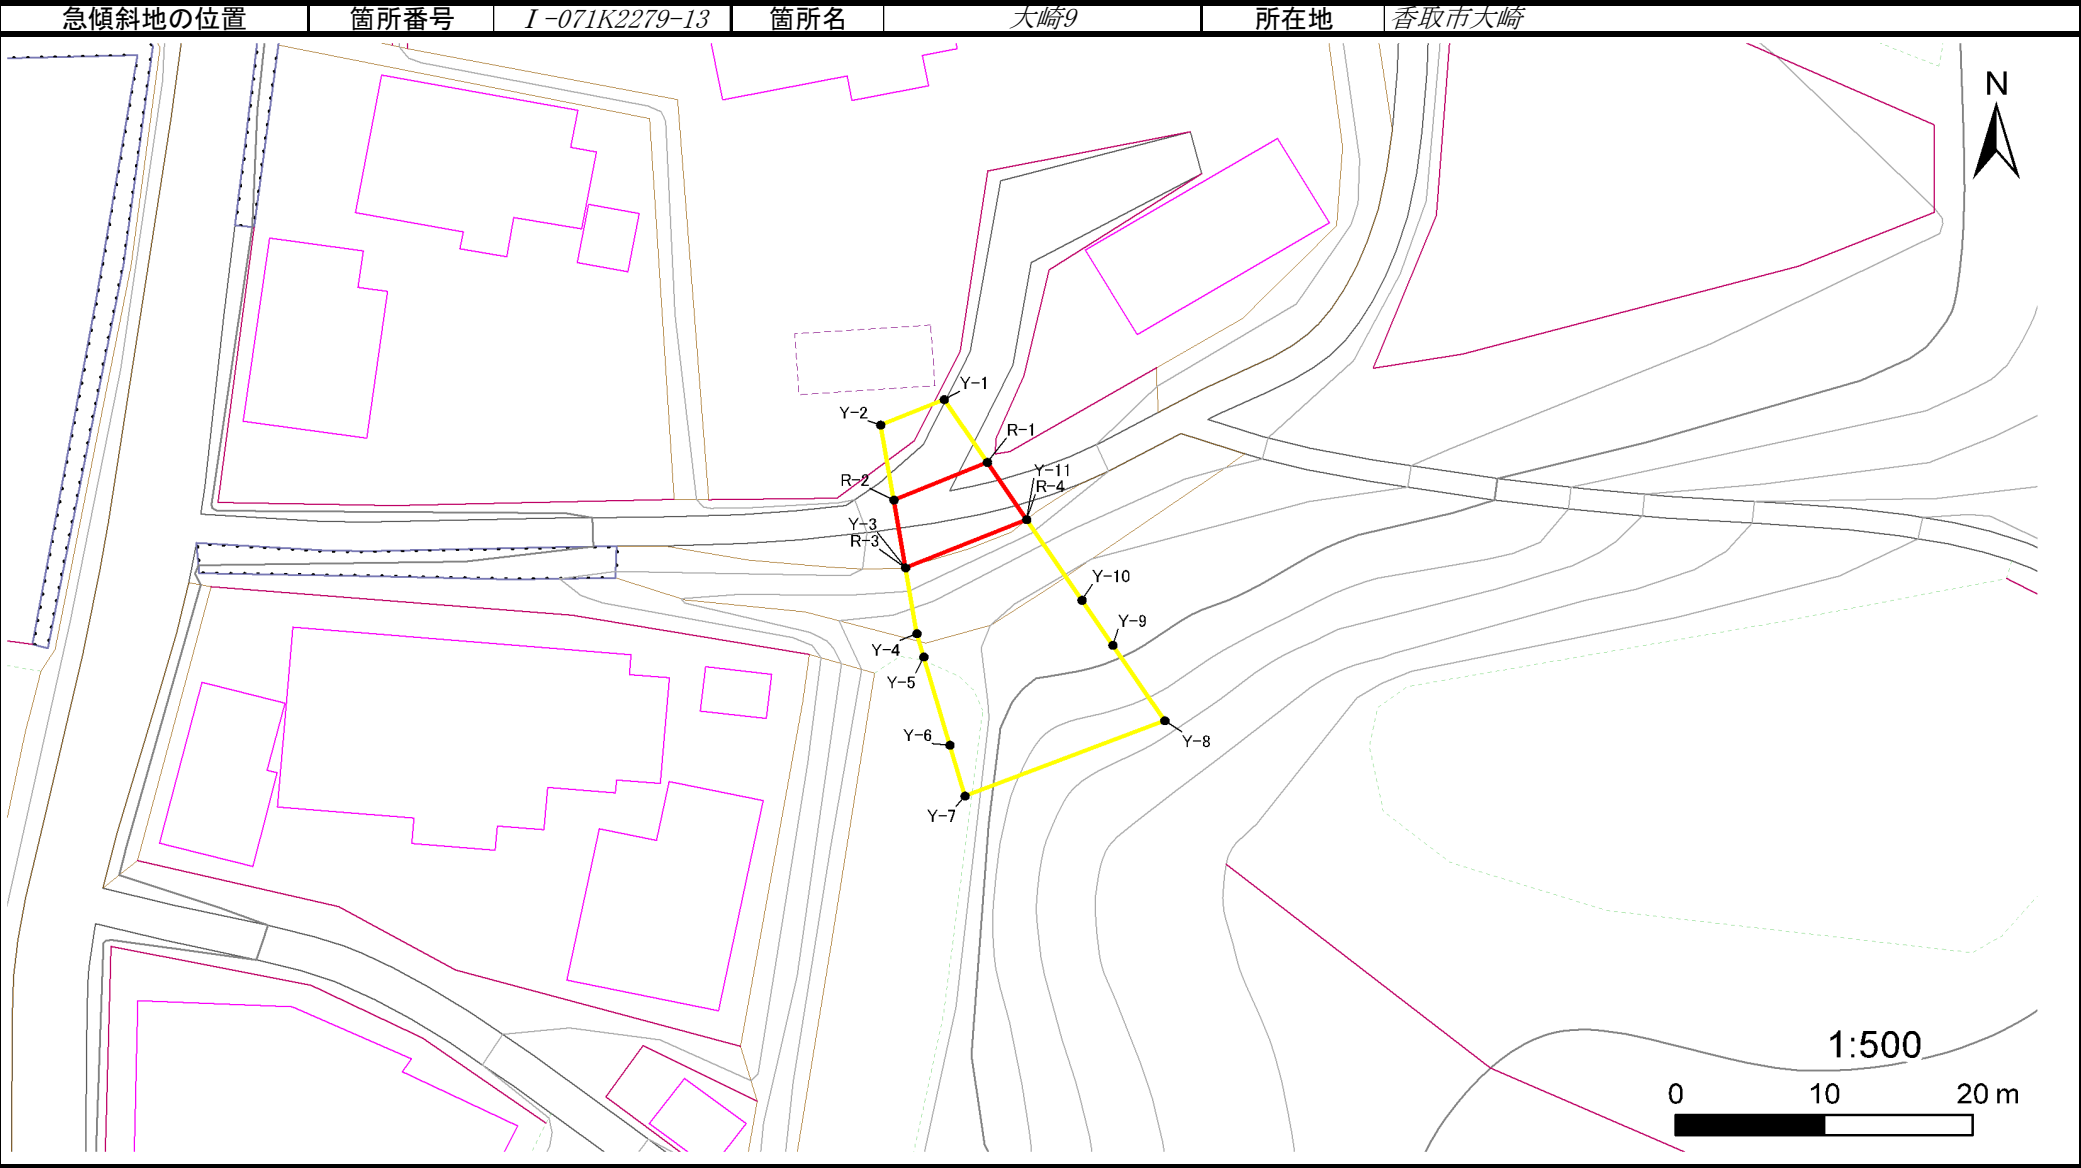 急傾斜地の位置 箇所番号 Ⅰ-071K2279-13 箇所名 大崎9 所在地 香取市大崎
N
Y-1
Y-2
R-1
Y-11
R-2
R-4
Y-3
R-3
Y-10
Y-9
Y-4
Y-5
Y-6
Y-8
Y-7
1:500
0 10 20 m